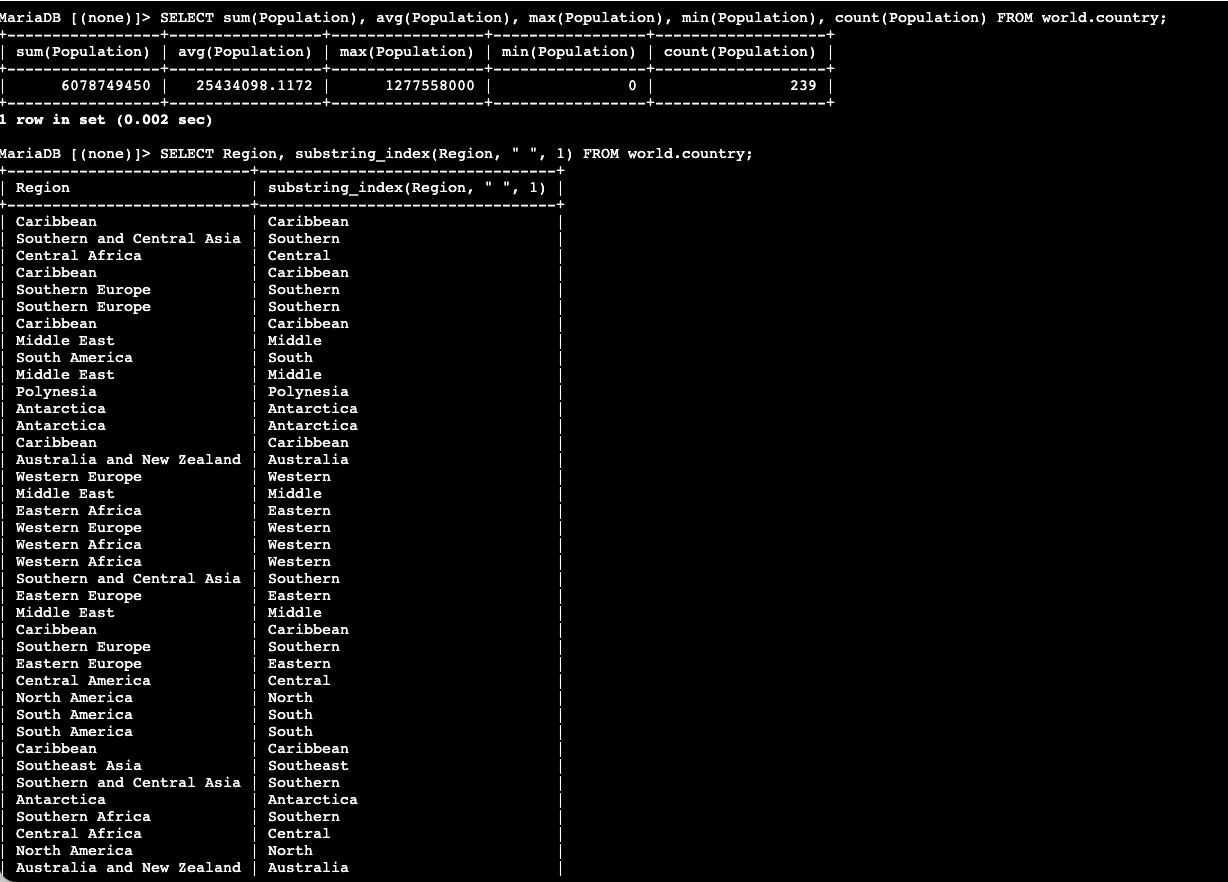 MariaDB [(none)]> SELECT sum(Population), avg(Population), max(Population), min(Population), count(Population) FROM world.country;
+-----------------+-----------------+-----------------+-----------------+-------------------+
| sum(Population) | avg(Population) | max(Population) | min(Population) | count(Population) |
+-----------------+-----------------+-----------------+-----------------+-------------------+
|      6078749450 |   25434098.1172 |      1277558000 |               0 |               239 |
+-----------------+-----------------+-----------------+-----------------+-------------------+
1 row in set (0.002 sec)
MariaDB [(none)]> SELECT Region, substring_index(Region, " ", 1) FROM world.country;
+---------------------------+---------------------------------+
| Region                    | substring_index(Region, " ", 1) |
+---------------------------+---------------------------------+
| Caribbean                 | Caribbean                       |
| Southern and Central Asia | Southern                        |
| Central Africa            | Central                         |
| Caribbean                 | Caribbean                       |
| Southern Europe           | Southern                        |
| Southern Europe           | Southern                        |
| Caribbean                 | Caribbean                       |
| Middle East               | Middle                          |
| South America             | South                           |
| Middle East               | Middle                          |
| Polynesia                 | Polynesia                       |
| Antarctica                | Antarctica                      |
| Antarctica                | Antarctica                      |
| Caribbean                 | Caribbean                       |
| Australia and New Zealand | Australia                       |
| Western Europe            | Western                         |
| Middle East               | Middle                          |
| Eastern Africa            | Eastern                         |
| Western Europe            | Western                         |
| Western Africa            | Western                         |
| Western Africa            | Western                         |
| Southern and Central Asia | Southern                        |
| Eastern Europe            | Eastern                         |
| Middle East               | Middle                          |
| Caribbean                 | Caribbean                       |
| Southern Europe           | Southern                        |
| Eastern Europe            | Eastern                         |
| Central America           | Central                         |
| North America             | North                           |
| South America             | South                           |
| South America             | South                           |
| Caribbean                 | Caribbean                       |
| Southeast Asia            | Southeast                       |
| Southern and Central Asia | Southern                        |
| Antarctica                | Antarctica                      |
| Southern Africa           | Southern                        |
| Central Africa            | Central                         |
| North America             | North                           |
| Australia and New Zealand | Australia                       |